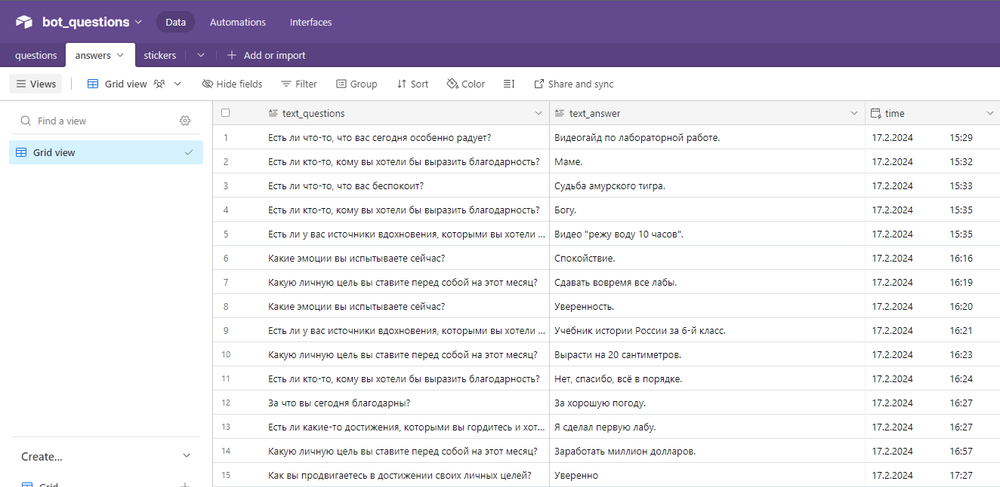 bot_questions Data Automations Interfaces
questions answers stickers Add or import
Views Grid view Hide fields Filter Group Sort Color Share and sync
Find a view
Grid view
text_questions text_answer time
1 Есть ли что-то, что вас сегодня особенно радует? Видеогайд по лабораторной работе. 17.2.2024 15:29
2 Есть ли кто-то, кому вы хотели бы выразить благодарность? Маме. 17.2.2024 15:32
3 Есть ли что-то, что вас беспокоит? Судьба амурского тигра. 17.2.2024 15:33
4 Есть ли кто-то, кому вы хотели бы выразить благодарность? Богу. 17.2.2024 15:35
5 Есть ли у вас источники вдохновения, которыми вы хотели ... Видео "режу воду 10 часов". 17.2.2024 15:35
6 Какие эмоции вы испытываете сейчас? Спокойствие. 17.2.2024 16:16
7 Какую личную цель вы ставите перед собой на этот месяц? Сдавать вовремя все лабы. 17.2.2024 16:19
8 Какие эмоции вы испытываете сейчас? Уверенность. 17.2.2024 16:20
9 Есть ли у вас источники вдохновения, которыми вы хотели ... Учебник истории России за 6-й класс. 17.2.2024 16:21
10 Какую личную цель вы ставите перед собой на этот месяц? Вырасти на 20 сантиметров. 17.2.2024 16:23
11 Есть ли кто-то, кому вы хотели бы выразить благодарность? Нет, спасибо, всё в порядке. 17.2.2024 16:24
12 За что вы сегодня благодарны? За хорошую погоду. 17.2.2024 16:27
13 Есть ли какие-то достижения, которыми вы гордитесь и хот... Я сделал первую лабу. 17.2.2024 16:27
14 Какую личную цель вы ставите перед собой на этот месяц? Заработать миллион долларов. 17.2.2024 16:57
15 Как вы продвигаетесь в достижении своих личных целей? Уверенно 17.2.2024 17:27
Create...
Grid